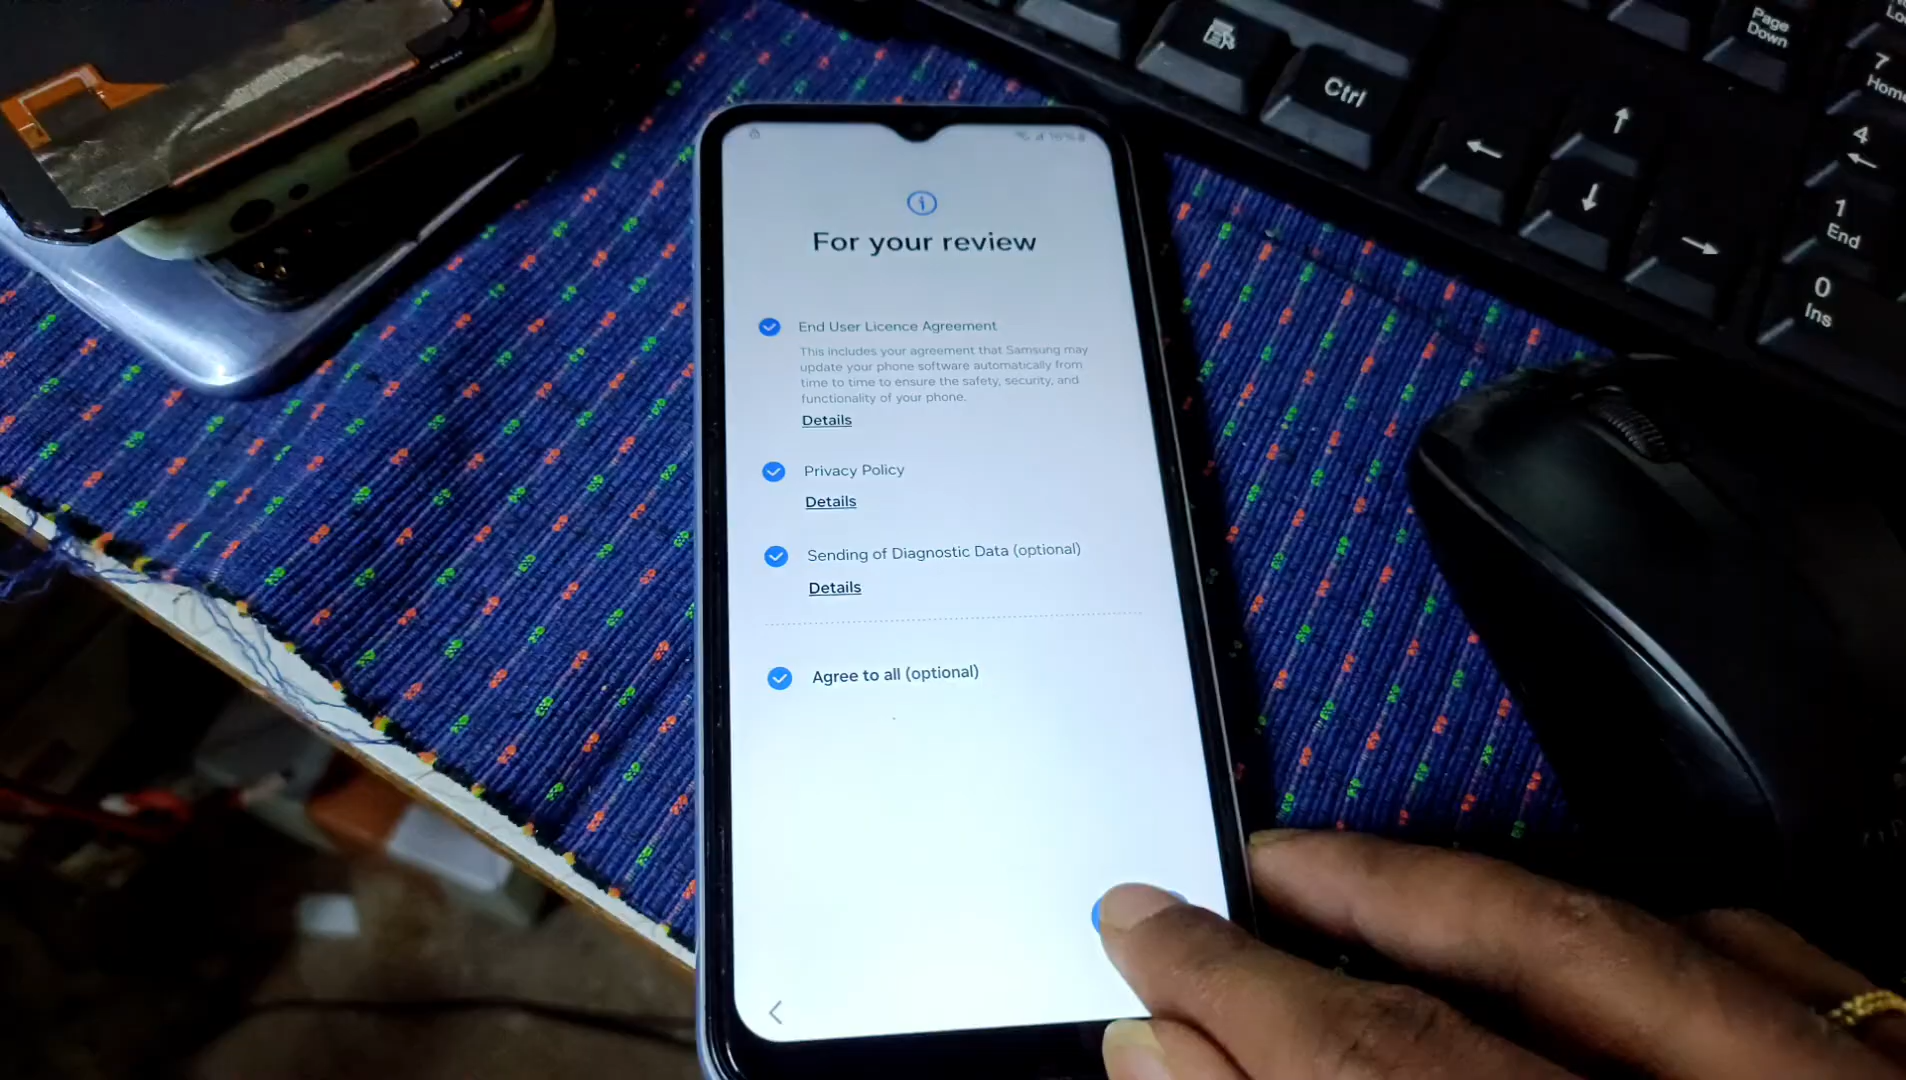 For your review
End User Licence Agreement
This includes your agreement that Samsung may
update your phone software automatically from
time to time to ensure the safety, security, and
functionality of your phone.
Details
Privacy Policy
Details
Sending of Diagnostic Data (optional)
Details
Agree to all (optional)
Ctrl
Page
Down
7
Home
4
1
End
0
Ins